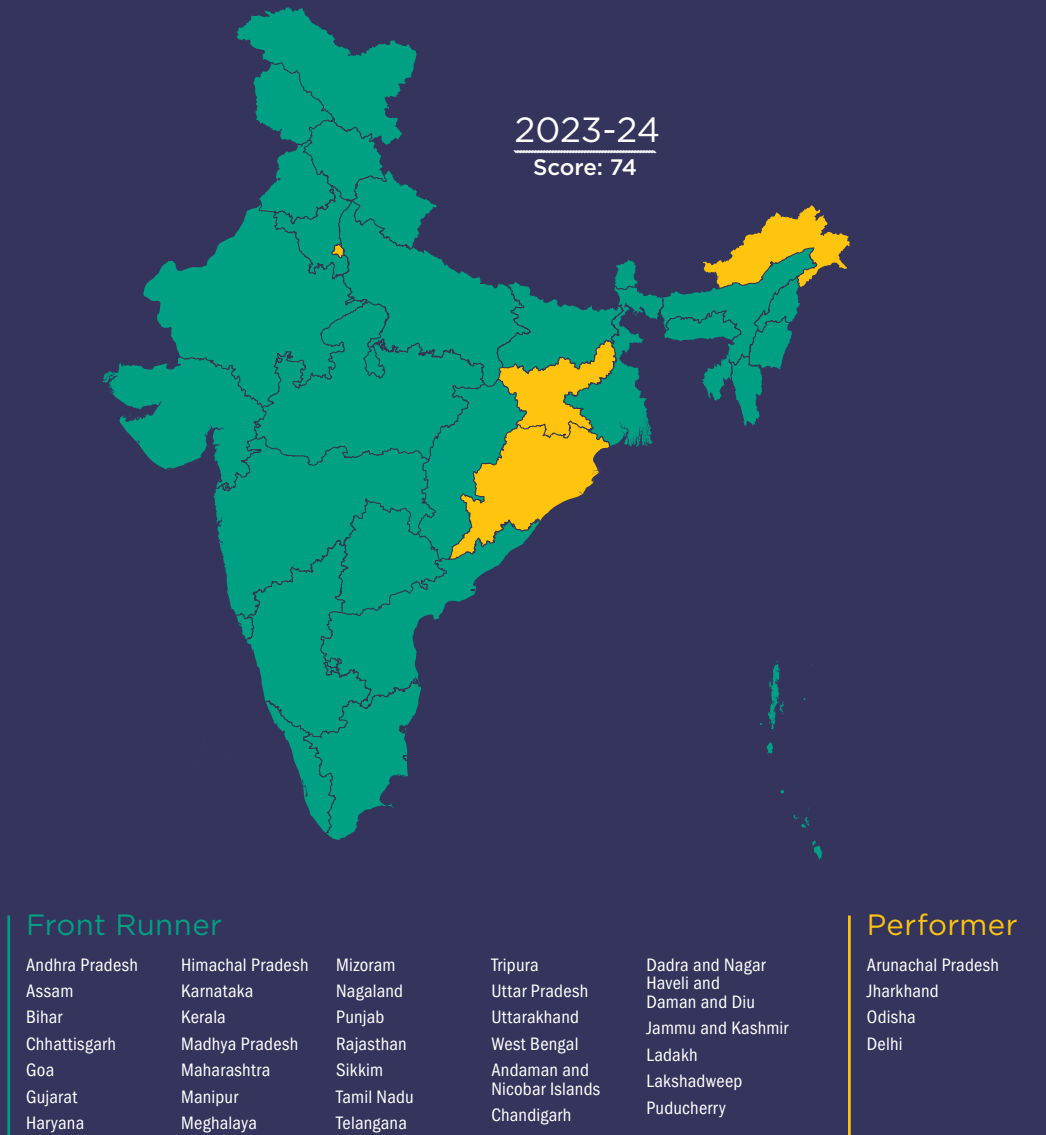 2023-24
Score: 74
Front Runner
Andhra Pradesh
Assam
Bihar
Chhattisgarh
Goa
Gujarat
Haryana
Himachal Pradesh
Karnataka
Kerala
Madhya Pradesh
Maharashtra
Manipur
Meghalaya
Mizoram
Nagaland
Punjab
Rajasthan
Sikkim
Tamil Nadu
Telangana
Tripura
Uttar Pradesh
Uttarakhand
West Bengal
Andaman and
Nicobar Islands
Chandigarh
Dadra and Nagar
Haveli and
Daman and Diu
Jammu and Kashmir
Ladakh
Lakshadweep
Puducherry
Performer
Arunachal Pradesh
Jharkhand
Odisha
Delhi